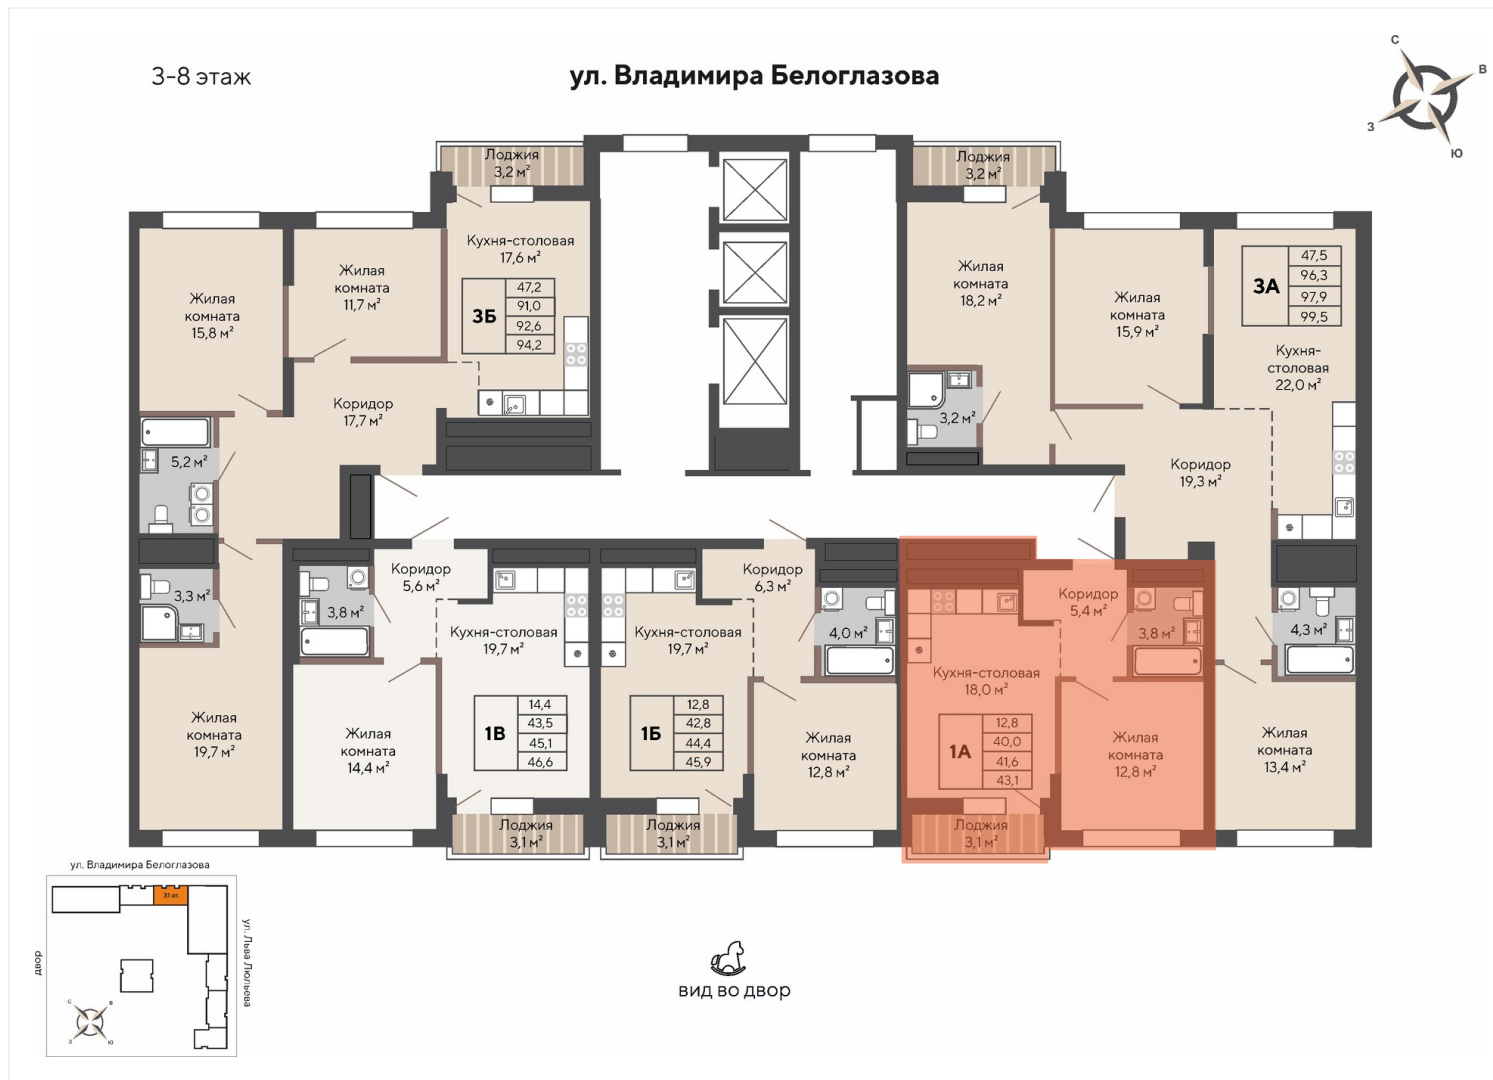 3-8 этаж
ул. Владимира Белоглазова
С
В
З
Ю
Лоджия
3,2 м²
Лоджия
3,2 м²
Кухня-столовая
17,6 м²
3Б
47,2
91,0
92,6
94,2
Жилая
комната
11,7 м²
Жилая
комната
15,8 м²
Жилая
комната
18,2 м²
Жилая
комната
15,9 м²
3А
47,5
96,3
97,9
99,5
Кухня-
столовая
22,0 м²
Коридор
17,7 м²
3,2 м²
5,2 м²
Коридор
19,3 м²
3,3 м²
3,8 м²
Коридор
5,6 м²
Коридор
6,3 м²
4,0 м²
Коридор
5,4 м²
3,8 м²
4,3 м²
Кухня-столовая
19,7 м²
Кухня-столовая
19,7 м²
Кухня-столовая
18,0 м²
Жилая
комната
19,7 м²
Жилая
комната
14,4 м²
1В
14,4
43,5
45,1
46,6
1Б
12,8
42,8
44,4
45,9
Жилая
комната
12,8 м²
1А
12,8
40,0
41,6
43,1
Жилая
комната
12,8 м²
Жилая
комната
13,4 м²
Лоджия
3,1 м²
Лоджия
3,1 м²
Лоджия
3,1 м²
ул. Владимира Белоглазова
31 эт.
двор
ул. Льва Люльева
С
В
З
Ю
вид во двор